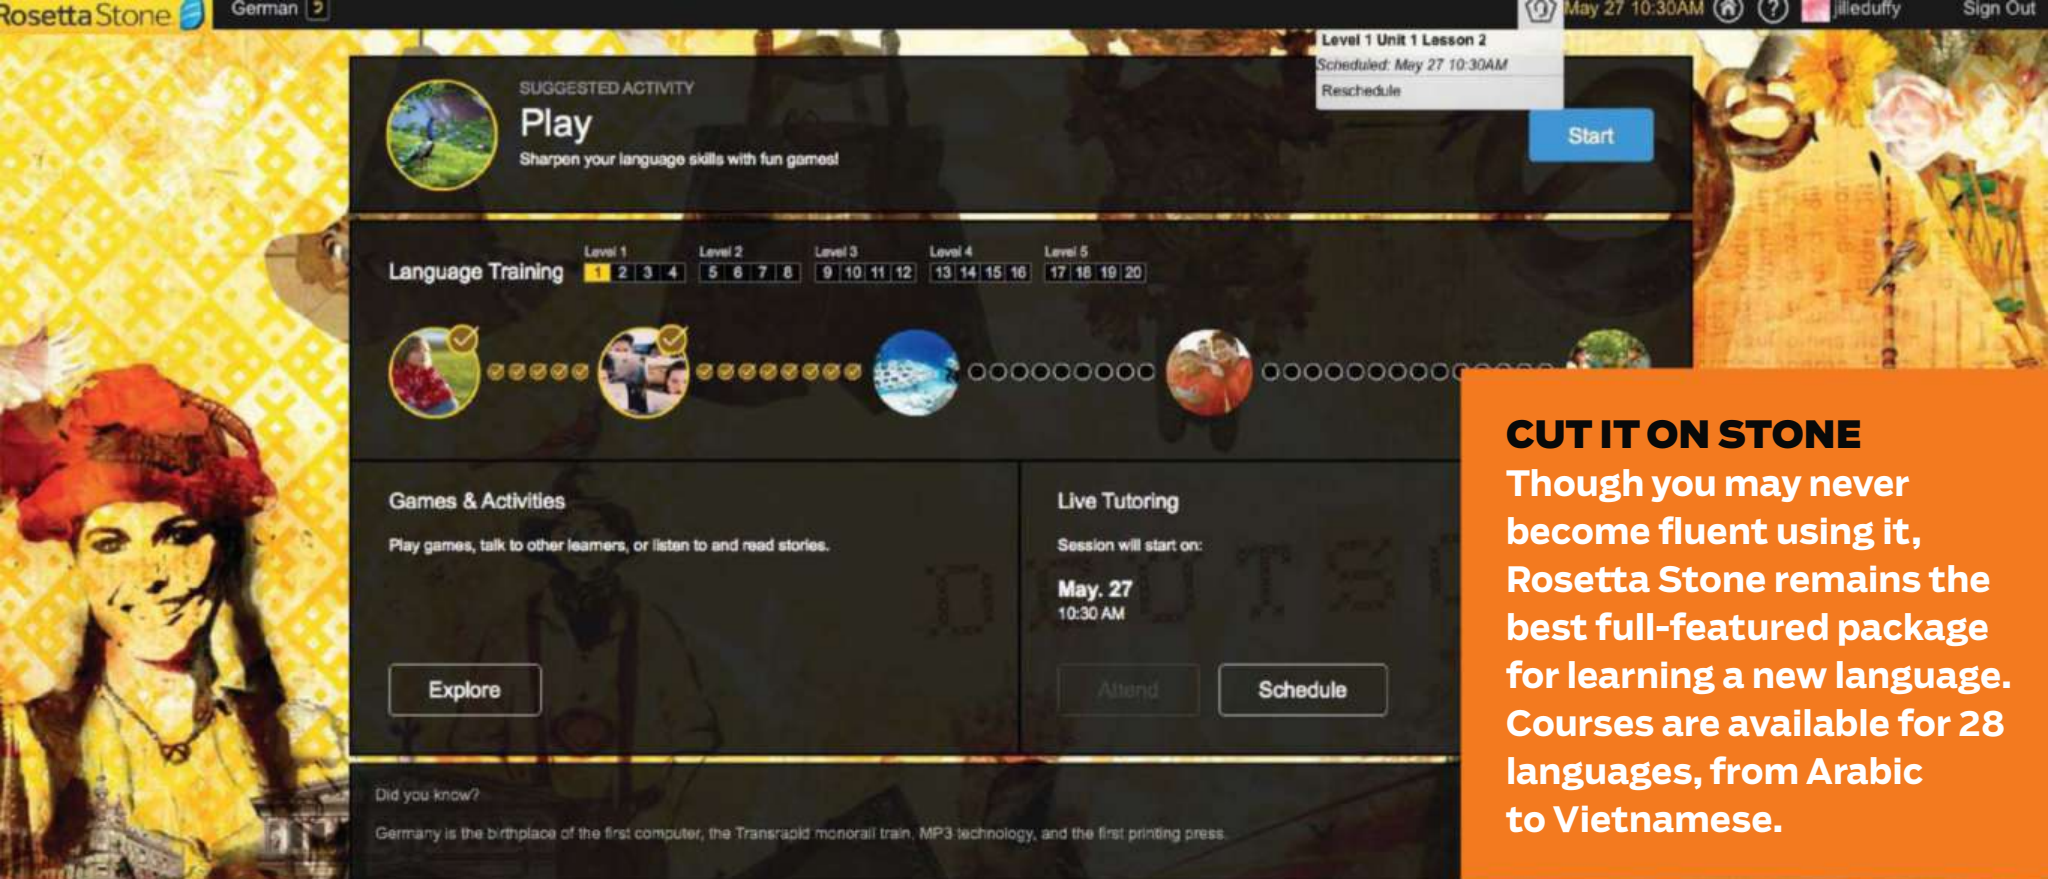 Rosetta Stone German May 27 10:30AM ? jilleduffy Sign Out
Level 1 Unit 1 Lesson 2
Scheduled: May 27 10:30AM
Reschedule
SUGGESTED ACTIVITY
Play
Sharpen your language skills with fun games!
Start
Level 1 Level 2 Level 3 Level 4 Level 5
Language Training 1 2 3 4 5 6 7 8 9 10 11 12 13 14 15 16 17 18 19 20
Games & Activities
Play games, talk to other learners, or listen to and read stories.
Explore
Live Tutoring
Session will start on:
May. 27
10:30 AM
Attend Schedule
Did you know?
Germany is the birthplace of the first computer, the Transrapid monorail train, MP3 technology, and the first printing press.
CUT IT ON STONE
Though you may never
become fluent using it,
Rosetta Stone remains the
best full-featured package
for learning a new language.
Courses are available for 28
languages, from Arabic
to Vietnamese.